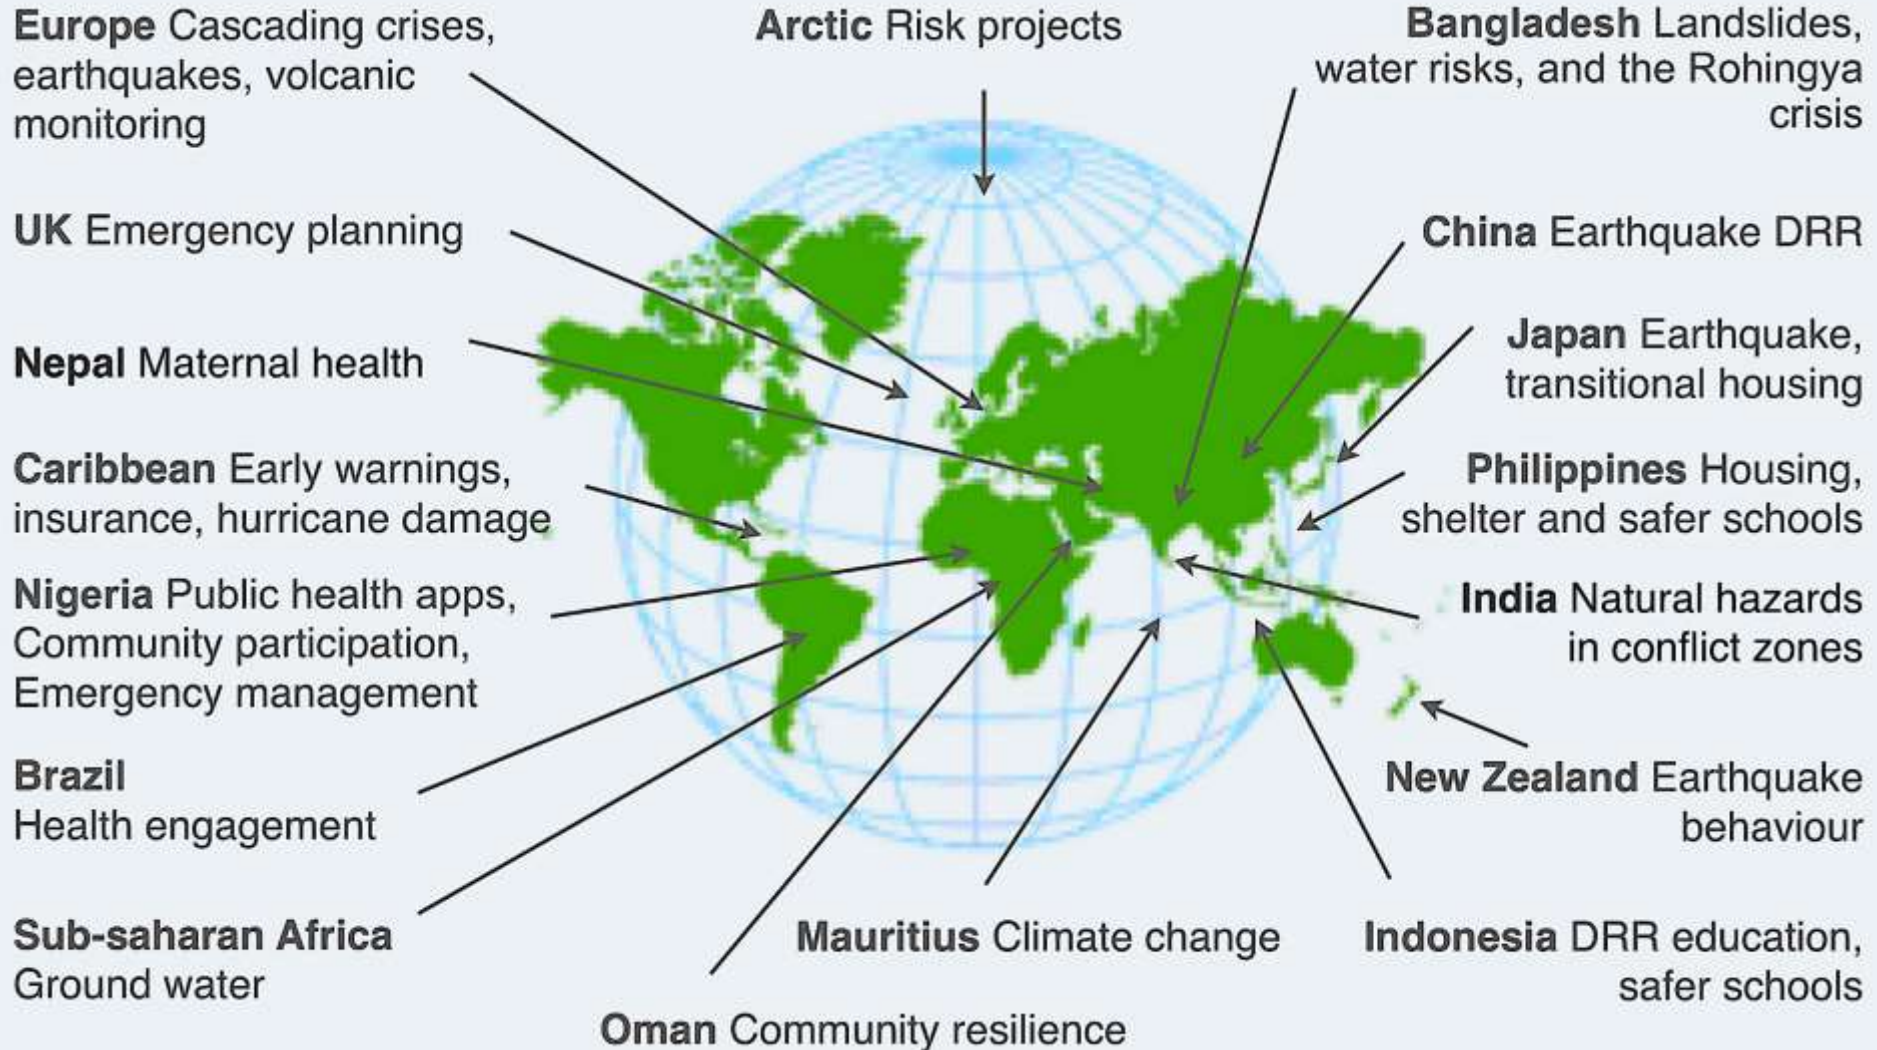 Europe Cascading crises,
earthquakes, volcanic
monitoring
Arctic Risk projects
Bangladesh Landslides,
water risks, and the Rohingya
crisis
UK Emergency planning
China Earthquake DRR
Nepal Maternal health
Japan Earthquake,
transitional housing
Caribbean Early warnings,
insurance, hurricane damage
Philippines Housing,
shelter and safer schools
Nigeria Public health apps,
Community participation,
Emergency management
India Natural hazards
in conflict zones
Brazil
Health engagement
New Zealand Earthquake
behaviour
Sub-saharan Africa
Ground water
Mauritius Climate change
Indonesia DRR education,
safer schools
Oman Community resilience